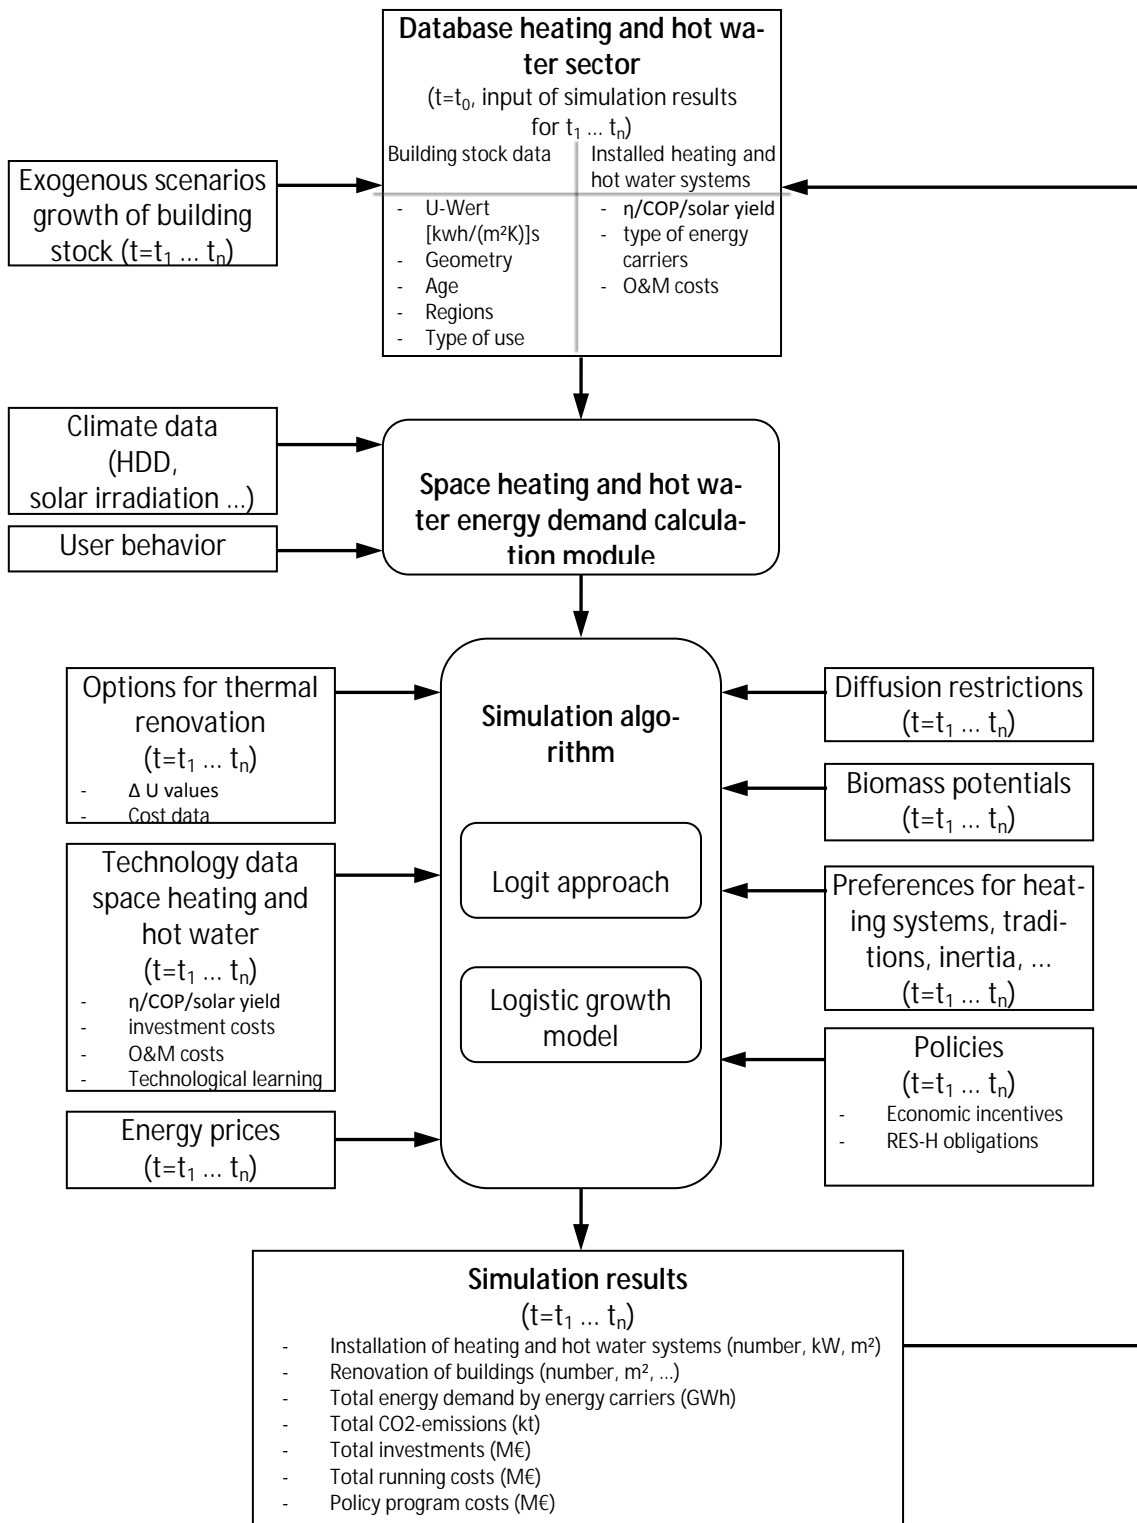 Database heating and hot wa-
ter sector
(t=t0, input of simulation results
for t1 ... tn)
Building stock data
- U-Wert
[kwh/(m²K)]s
- Geometry
- Age
- Regions
- Type of use
Installed heating and
hot water systems
- η/COP/solar yield
- type of energy
carriers
- O&M costs
Exogenous scenarios
growth of building
stock (t=t1 ... tn)
Climate data
(HDD,
solar irradiation ...)
User behavior
Space heating and hot wa-
ter energy demand calcula-
tion module
Options for thermal
renovation
(t=t1 ... tn)
- Δ U values
- Cost data
Technology data
space heating and
hot water
(t=t1 ... tn)
- η/COP/solar yield
- investment costs
- O&M costs
- Technological learning
Energy prices
(t=t1 ... tn)
Simulation algo-
rithm
Logit approach
Logistic growth
model
Diffusion restrictions
(t=t1 ... tn)
Biomass potentials
(t=t1 ... tn)
Preferences for heat-
ing systems, tradi-
tions, inertia, ...
(t=t1 ... tn)
Policies
(t=t1 ... tn)
- Economic incentives
- RES-H obligations
Simulation results
(t=t1 ... tn)
- Installation of heating and hot water systems (number, kW, m²)
- Renovation of buildings (number, m², ...)
- Total energy demand by energy carriers (GWh)
- Total CO2-emissions (kt)
- Total investments (M€)
- Total running costs (M€)
- Policy program costs (M€)